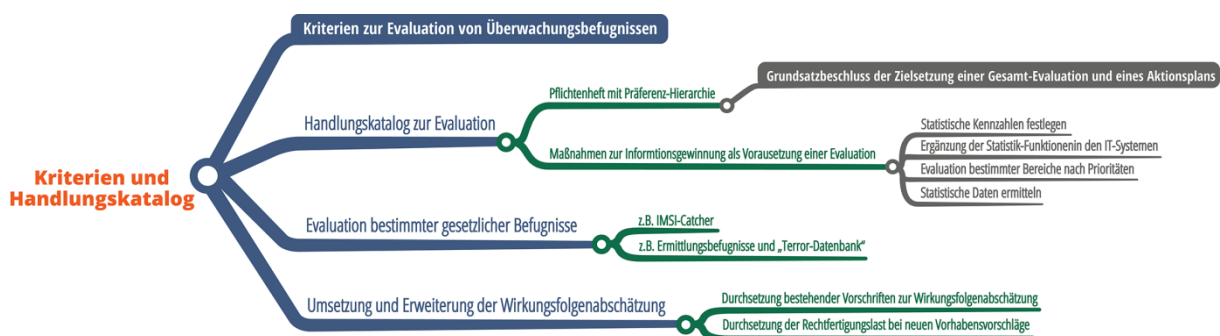 Kriterien und
Handlungskatalog
Kriterien zur Evaluation von Überwachungsbefugnissen
Handlungskatalog zur Evaluation
Pflichtenheft mit Präferenz-Hierarchie
Grundsatzbeschluss der Zielsetzung einer Gesamt-Evaluation und eines Aktionsplans
Maßnahmen zur Informtionsgewinnung als Vorausetzung einer Evaluation
Statistische Kennzahlen festlegen
Ergänzung der Statistik-Funktionenin den IT-Systemen
Evaluation bestimmter Bereiche nach Prioritäten
Statistische Daten ermitteln
Evaluation bestimmter gesetzlicher Befugnisse
z.B. IMSI-Catcher
z.B. Ermittlungsbefugnisse und „Terror-Datenbank“
Umsetzung und Erweiterung der Wirkungsfolgenabschätzung
Durchsetzung bestehender Vorschriften zur Wirkungsfolgenabschätzung
Durchsetzung der Rechtfertigungslast bei neuen Vorhabensvorschläge